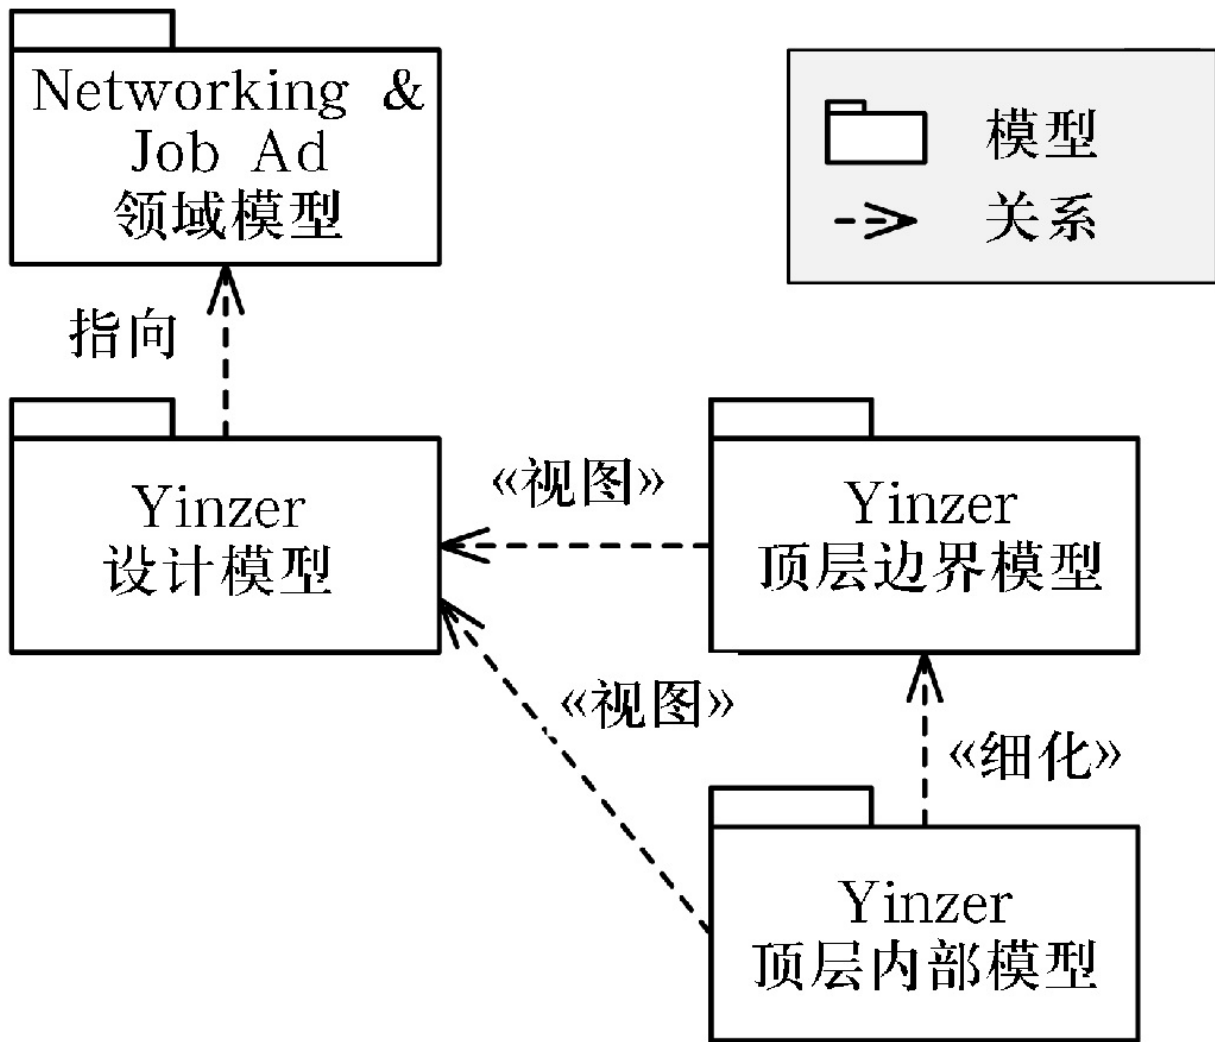 Networking &
Job Ad
领域模型
模型
关系
指向
Yinzer
设计模型
«视图»
Yinzer
顶层边界模型
«视图»
«细化»
Yinzer
顶层内部模型